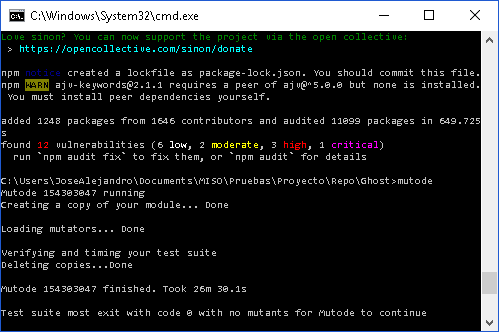 C:\Windows\System32\cmd.exe
Love sinon? You can now support the project via the open collective:
 > https://opencollective.com/sinon/donate
npm notice created a lockfile as package-lock.json. You should commit this file.
npm WARN ajv-keywords@2.1.1 requires a peer of ajv@^5.0.0 but none is installed.
 You must install peer dependencies yourself.
added 1248 packages from 1646 contributors and audited 11099 packages in 649.725
s
found 12 vulnerabilities (6 low, 2 moderate, 3 high, 1 critical)
  run `npm audit fix` to fix them, or `npm audit` for details
C:\Users\JoseAlejandro\Documents\MISO\Pruebas\Proyecto\Repo\Ghost>mutode
Mutode 154303047 running
Creating a copy of your module... Done
Loading mutators... Done
Verifying and timing your test suite
Deleting copies...Done
Mutode 154303047 finished. Took 26m 30.1s
Test suite most exit with code 0 with no mutants for Mutode to continue